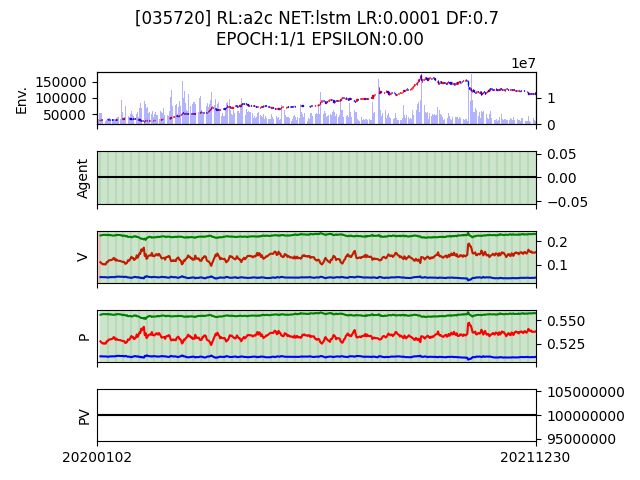 [035720] RL:a2c NET:lstm LR:0.0001 DF:0.7
EPOCH:1/1 EPSILON:0.00
1e7
Env.
150000
100000
50000
1
0
Agent
0.05
0.00
−0.05
V
0.2
0.1
P
0.550
0.525
PV
105000000
100000000
95000000
20200102
20211230